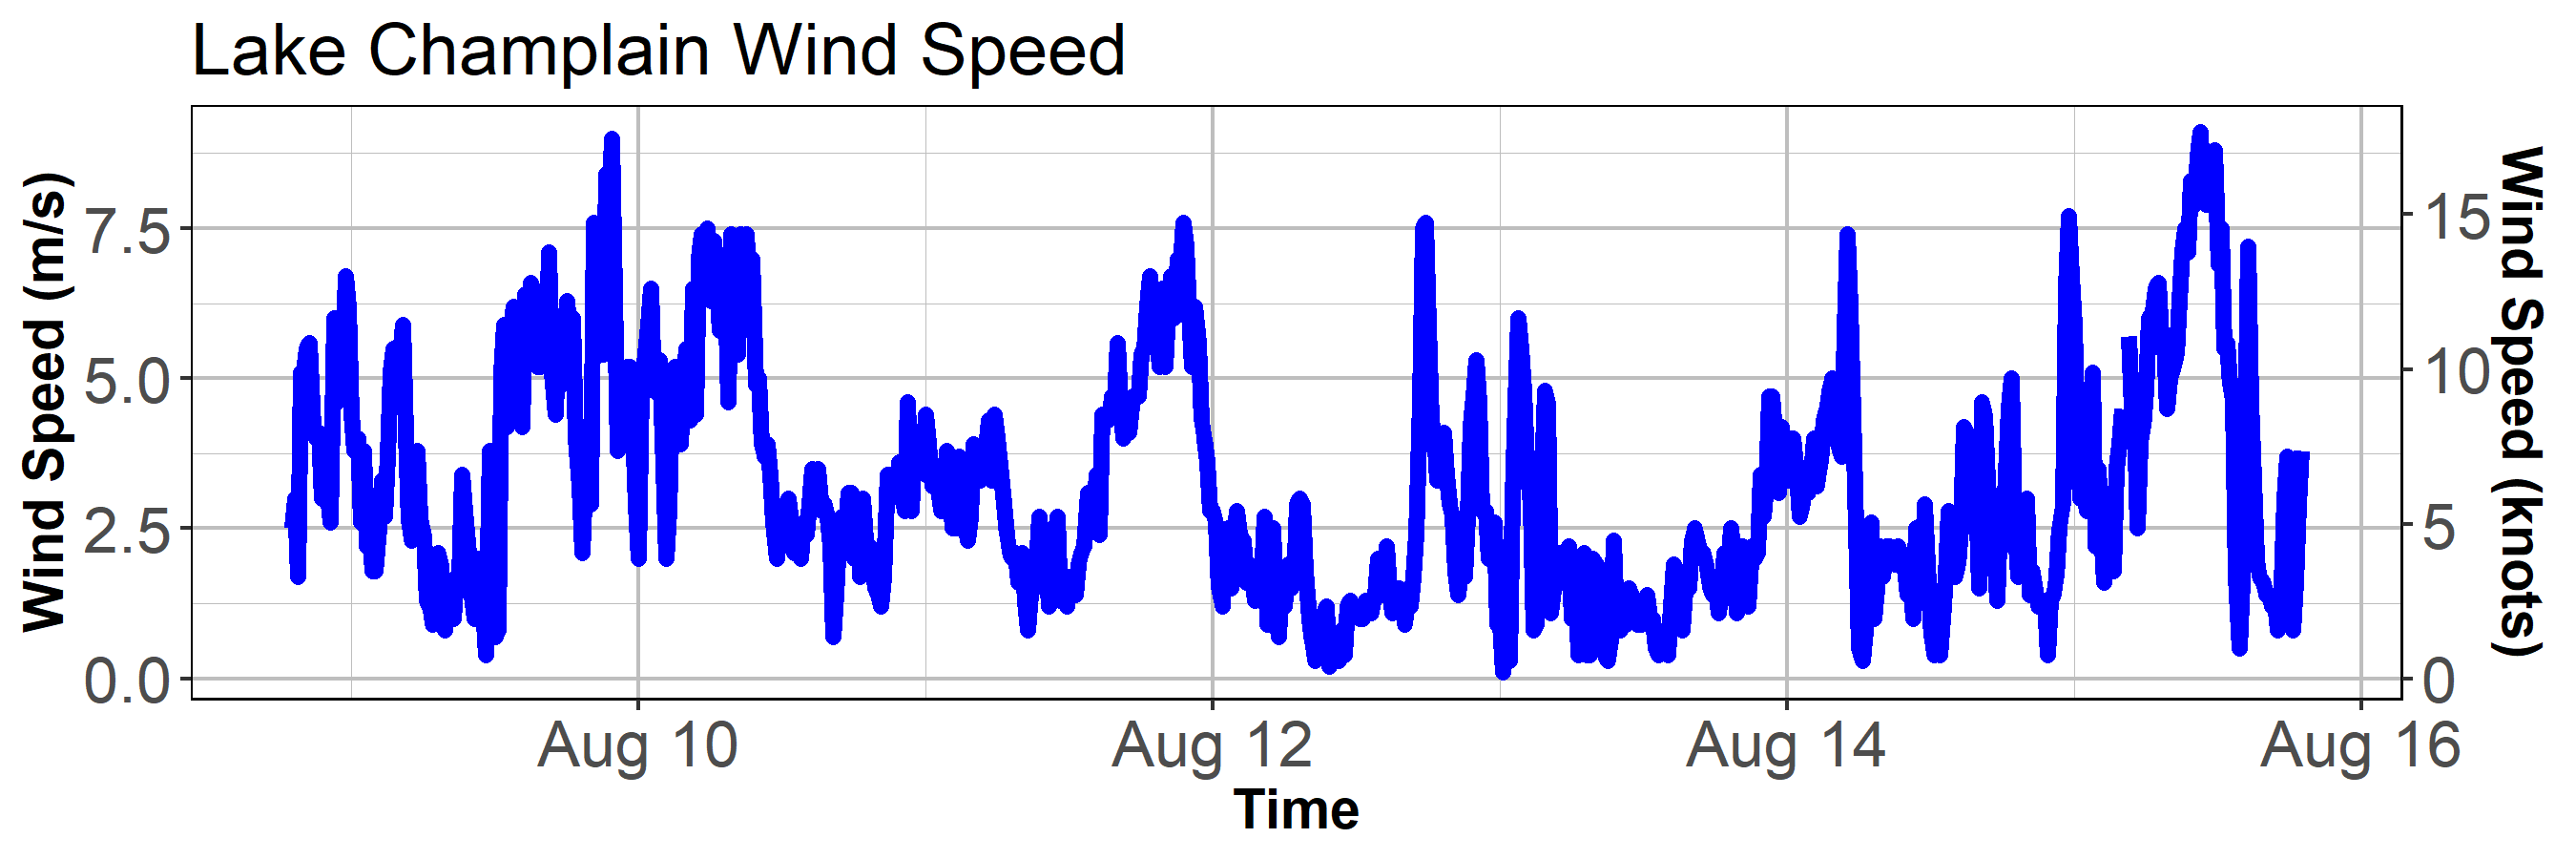 Lake Champlain Wind Speed
Wind Speed (m/s)
7.5
5.0
2.5
0.0
15
10
5
0
Wind Speed (knots)
Aug 10
Aug 12
Aug 14
Aug 16
Time